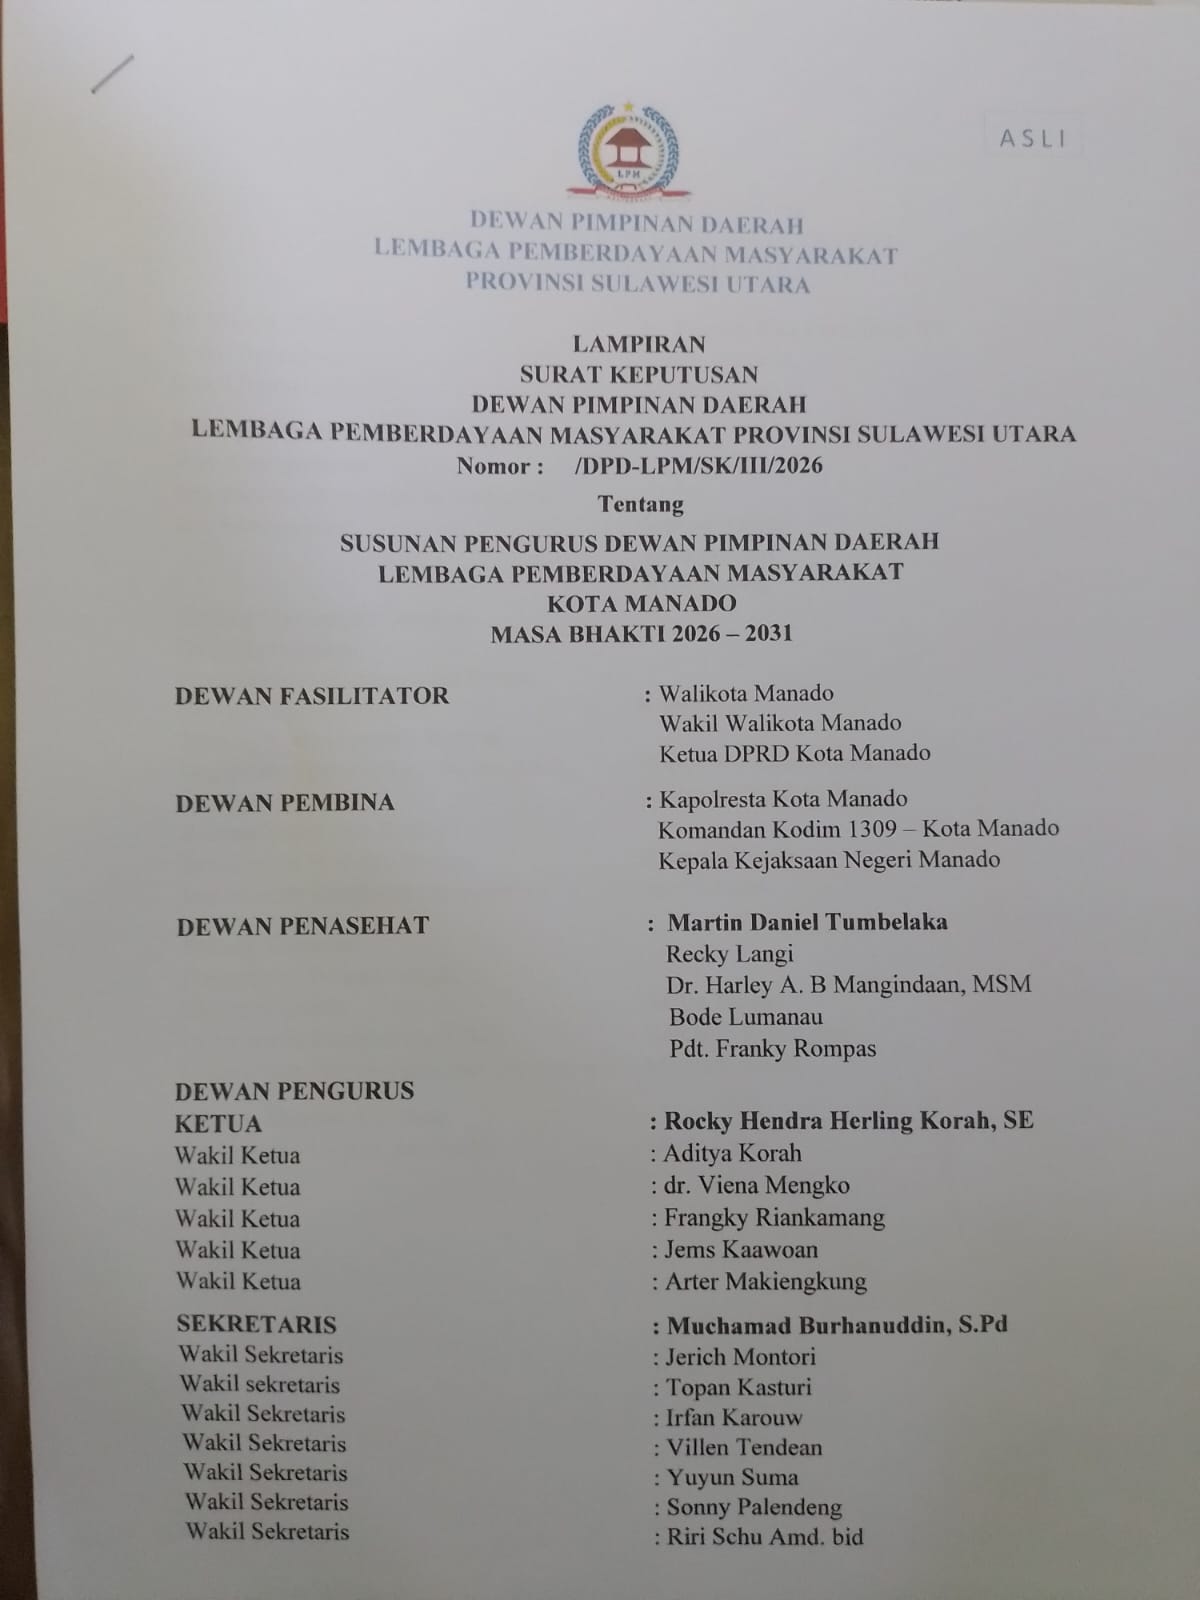 ASLI
LPM
DEWAN PIMPINAN DAERAH
LEMBAGA PEMBERDAYAAN MASYARAKAT
PROVINSI SULAWESI UTARA
LAMPIRAN
SURAT KEPUTUSAN
DEWAN PIMPINAN DAERAH
LEMBAGA PEMBERDAYAAN MASYARAKAT PROVINSI SULAWESI UTARA
Nomor : /DPD-LPM/SK/III/2026
Tentang
SUSUNAN PENGURUS DEWAN PIMPINAN DAERAH
LEMBAGA PEMBERDAYAAN MASYARAKAT
KOTA MANADO
MASA BHAKTI 2026 – 2031
DEWAN FASILITATOR : Walikota Manado
Wakil Walikota Manado
Ketua DPRD Kota Manado
DEWAN PEMBINA : Kapolresta Kota Manado
Komandan Kodim 1309 – Kota Manado
Kepala Kejaksaan Negeri Manado
DEWAN PENASEHAT : Martin Daniel Tumbelaka
Recky Langi
Dr. Harley A. B Mangindaan, MSM
Bode Lumanau
Pdt. Franky Rompas
DEWAN PENGURUS
KETUA : Rocky Hendra Herling Korah, SE
Wakil Ketua : Aditya Korah
Wakil Ketua : dr. Viena Mengko
Wakil Ketua : Frangky Riankamang
Wakil Ketua : Jems Kaawoan
Wakil Ketua : Arter Makiengkung
SEKRETARIS : Muchamad Burhanuddin, S.Pd
Wakil Sekretaris : Jerich Montori
Wakil sekretaris : Topan Kasturi
Wakil Sekretaris : Irfan Karouw
Wakil Sekretaris : Villen Tendean
Wakil Sekretaris : Yuyun Suma
Wakil Sekretaris : Sonny Palendeng
Wakil Sekretaris : Riri Schu Amd. bid